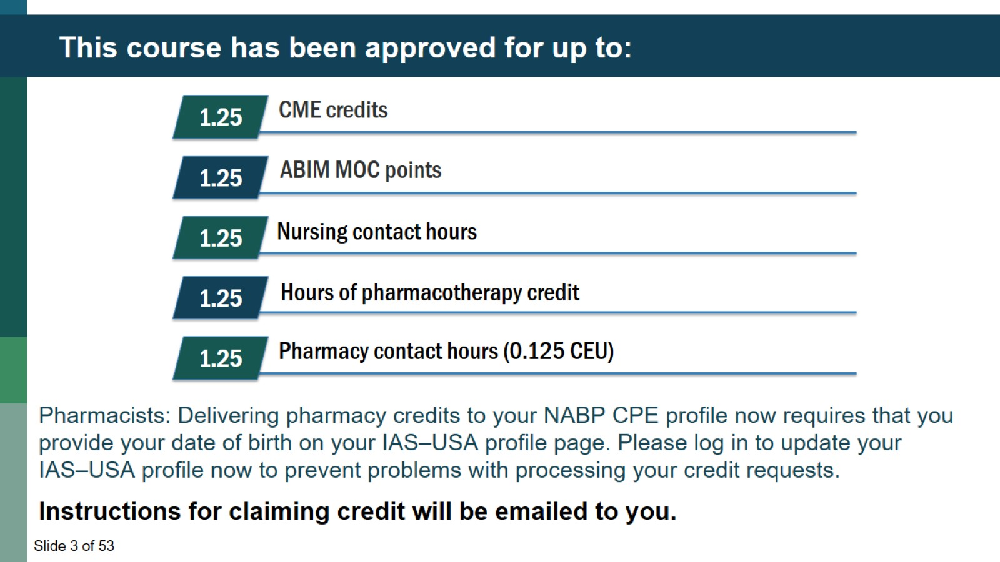 This course has been approved for up to:
1.25 CME credits
1.25 ABIM MOC points
1.25 Nursing contact hours
1.25 Hours of pharmacotherapy credit
1.25 Pharmacy contact hours (0.125 CEU)
Pharmacists: Delivering pharmacy credits to your NABP CPE profile now requires that you
provide your date of birth on your IAS–USA profile page. Please log in to update your
IAS–USA profile now to prevent problems with processing your credit requests.
Instructions for claiming credit will be emailed to you.
Slide 3 of 53